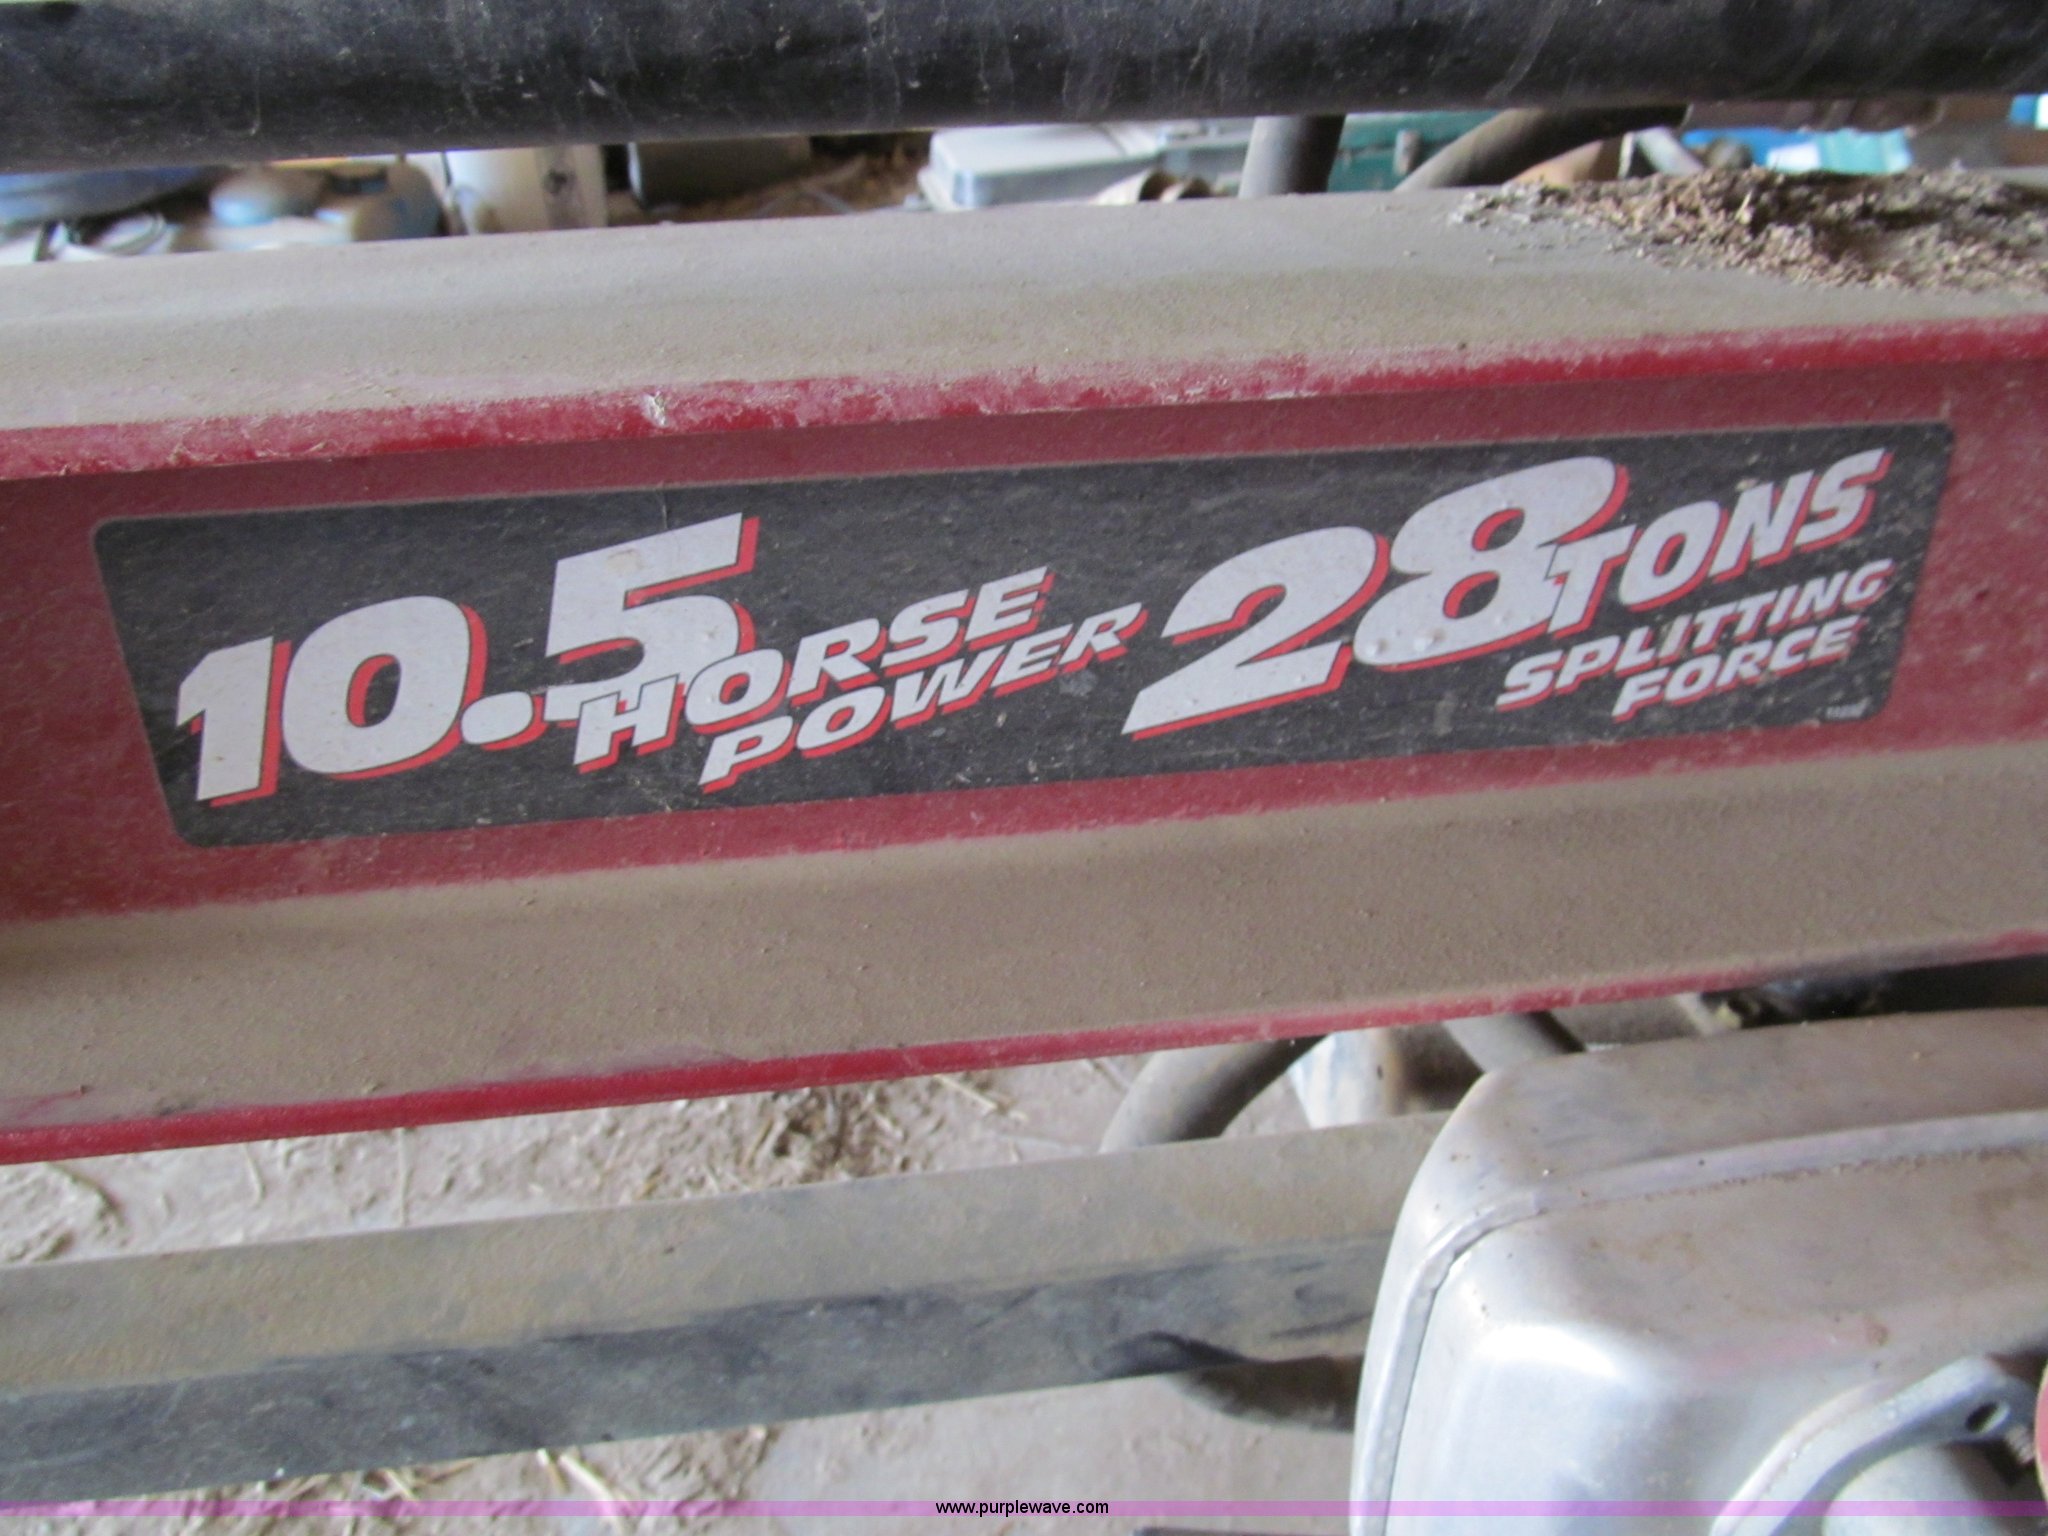 10.5 HORSE
POWER
28 TONS
SPLITTING
FORCE
www.purplewave.com